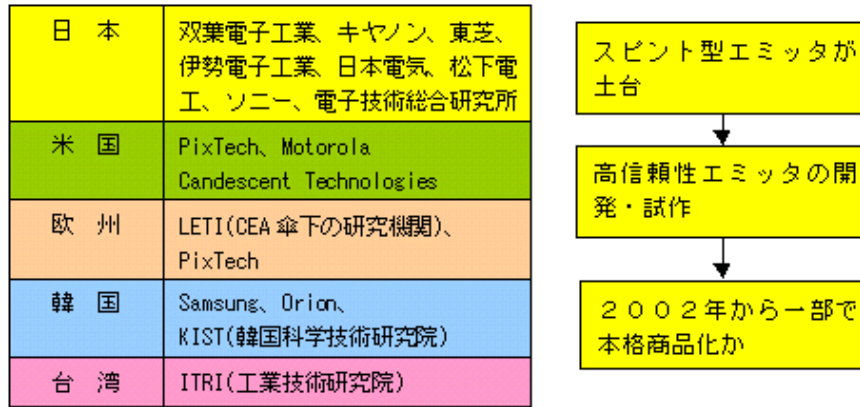 日 本
双葉電子工業、キヤノン、東芝、
伊勢電子工業、日本電気、松下電
工、ソニー、電子技術総合研究所
米 国
PixTech、Motorola
Candescent Technologies
欧 州
LETI(CEA 傘下の研究機関)、
PixTech
韓 国
Samsung、Orion、
KIST(韓国科学技術研究院)
台 湾
ITRI(工業技術研究院)
スピント型エミッタが
土台
高信頼性エミッタの開
発・試作
2002年から一部で
本格商品化か